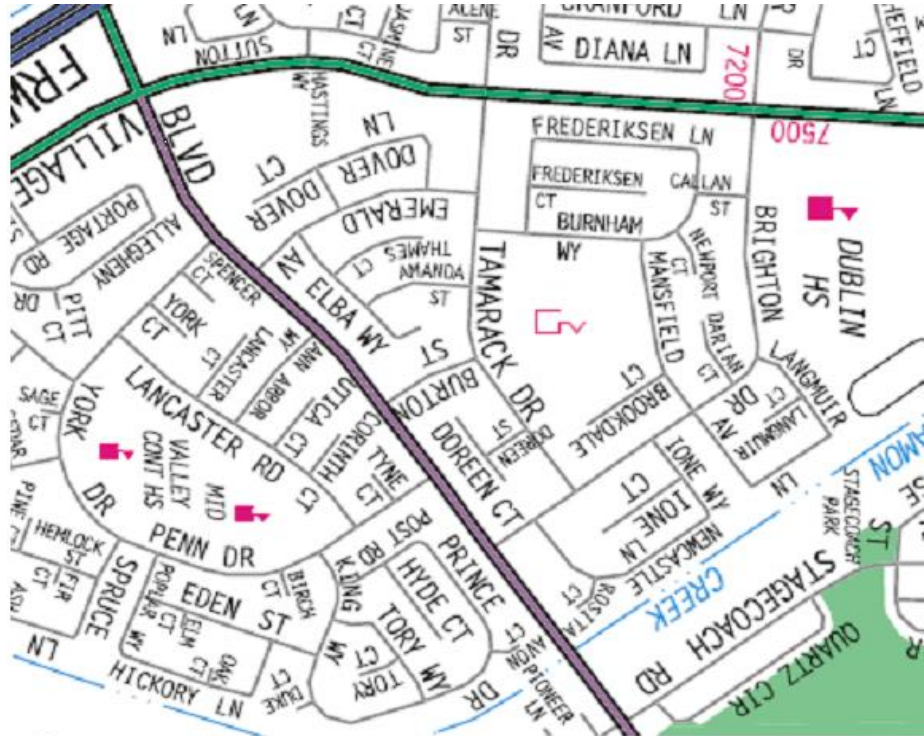 ALENE
ST
LN
DR
AV
DIANA LN
7200
DR
CT
SHEFFIELD
LN
LN
SUTTON
JASMINE
CT
HASTINGS
WY
FRWY
VILLAGE
BLVD
7500
FREDERIKSEN LN
FREDERIKSEN
CT
CALLAN
ST
BURNHAM
WY
LN
DOVER
DOVER
CT
EMERALD
AV
THAMES
CT
AMANDA
ST
ELBA WY
TAMARACK DR
NEWPORT
CT
MANSFIELD
DARIAN
CT
BRIGHTON
DR
DUBLIN
HS
PORTAGE RD
ALLEGHENY
DR
PITT
CT
SPENCER
CT
YORK
CT
LANCASTER
CT
ANN ARBOR
WY
UTICA CT
LANCASTER RD
CORINTH
CT
TYNE
CT
BURTON
ST
DOREEN
ST
DOREEN CT
BROOKDALE
CT
AV
LANGMUIR
CT
LANGMUIR
LN
SAGE
CT
YORK
DR
VALLEY
CONT HS
MID
PENN DR
PINE
HEMLOCK
ST
FIR
CT
SPRUCE
LN
POPLAR
WY
EDEN ST
ELM
CT
OAK
CT
HICKORY LN
BIRCH
CT
DUKE
CT
KING
WY
POST RD
PRINCE
DR
HYDE CT
TORY WY
TORY
CT
AVON
CT
PIONEER
LN
IONE WY
IONE
CT
NEWCASTLE
LN
ROSITA
CT
CREEK
STAGECOACH
RD
STAGECOACH
PARK
ST
QUARTZ CIR